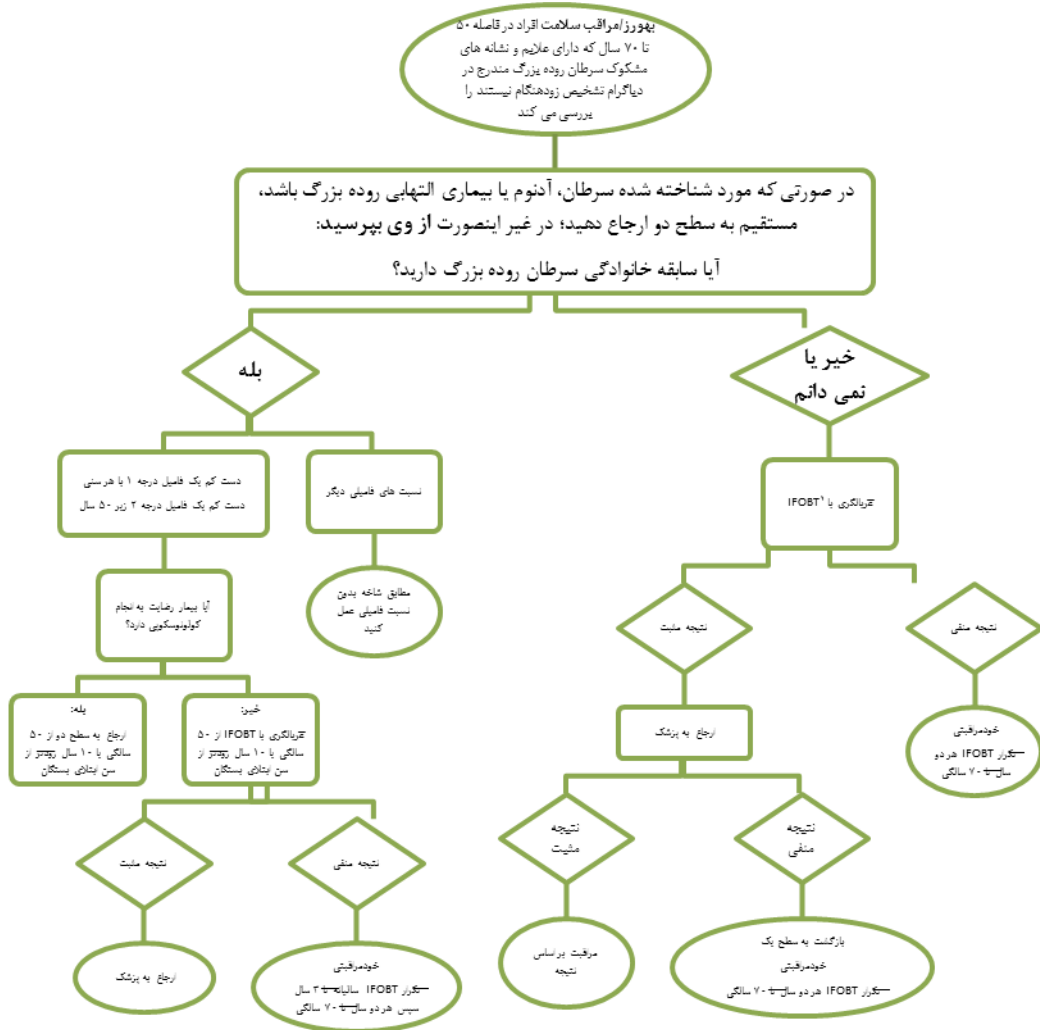 بهورز/مراقب سلامت افراد در فاصله ۵۰
تا ۷۰ سال که دارای علایم و نشانه های
مشکوک سرطان روده بزرگ مندرج در
دیاگرام تشخیص زودهنگام نیستند را
بررسی می کند
در صورتی که مورد شناخته شده سرطان، آدنوم یا بیماری التهابی روده بزرگ باشد،
مستقیم به سطح دو ارجاع دهید؛ در غیر اینصورت از وی بپرسید:
آیا سابقه خانوادگی سرطان روده بزرگ دارید؟
خیر یا
نمی دانم
بله
غربالگری با IFOBT۱
نتیجه منفی
خودمراقبتی
تکرار IFOBT هر دو
سال تا ۷۰ سالگی
نتیجه مثبت
ارجاع به پزشک
نتیجه
منفی
بازگشت به سطح یک
خودمراقبتی
تکرار IFOBT هر دو سال تا ۷۰ سالگی
نتیجه
مثبت
مراقبت بر اساس
نتیجه
نسبت های فامیلی دیگر
مطابق شاخه بدون
نسبت فامیلی عمل
کنید
دست کم یک فامیل درجه ۱ با هر سنی
دست کم یک فامیل درجه ۲ زیر ۵۰ سال
آیا بیمار رضایت به انجام
کولونوسکوپی دارد؟
خیر:
غربالگری با IFOBT از ۵۰
سالگی یا ۱۰ سال زودتر از
سن ابتلای بستگان
بله:
ارجاع به سطح دو از ۵۰
سالگی یا ۱۰ سال زودتر از
سن ابتلای بستگان
نتیجه منفی
خودمراقبتی
تکرار IFOBT سالیانه تا ۳ سال
سپس هر دو سال تا ۷۰ سالگی
نتیجه مثبت
ارجاع به پزشک